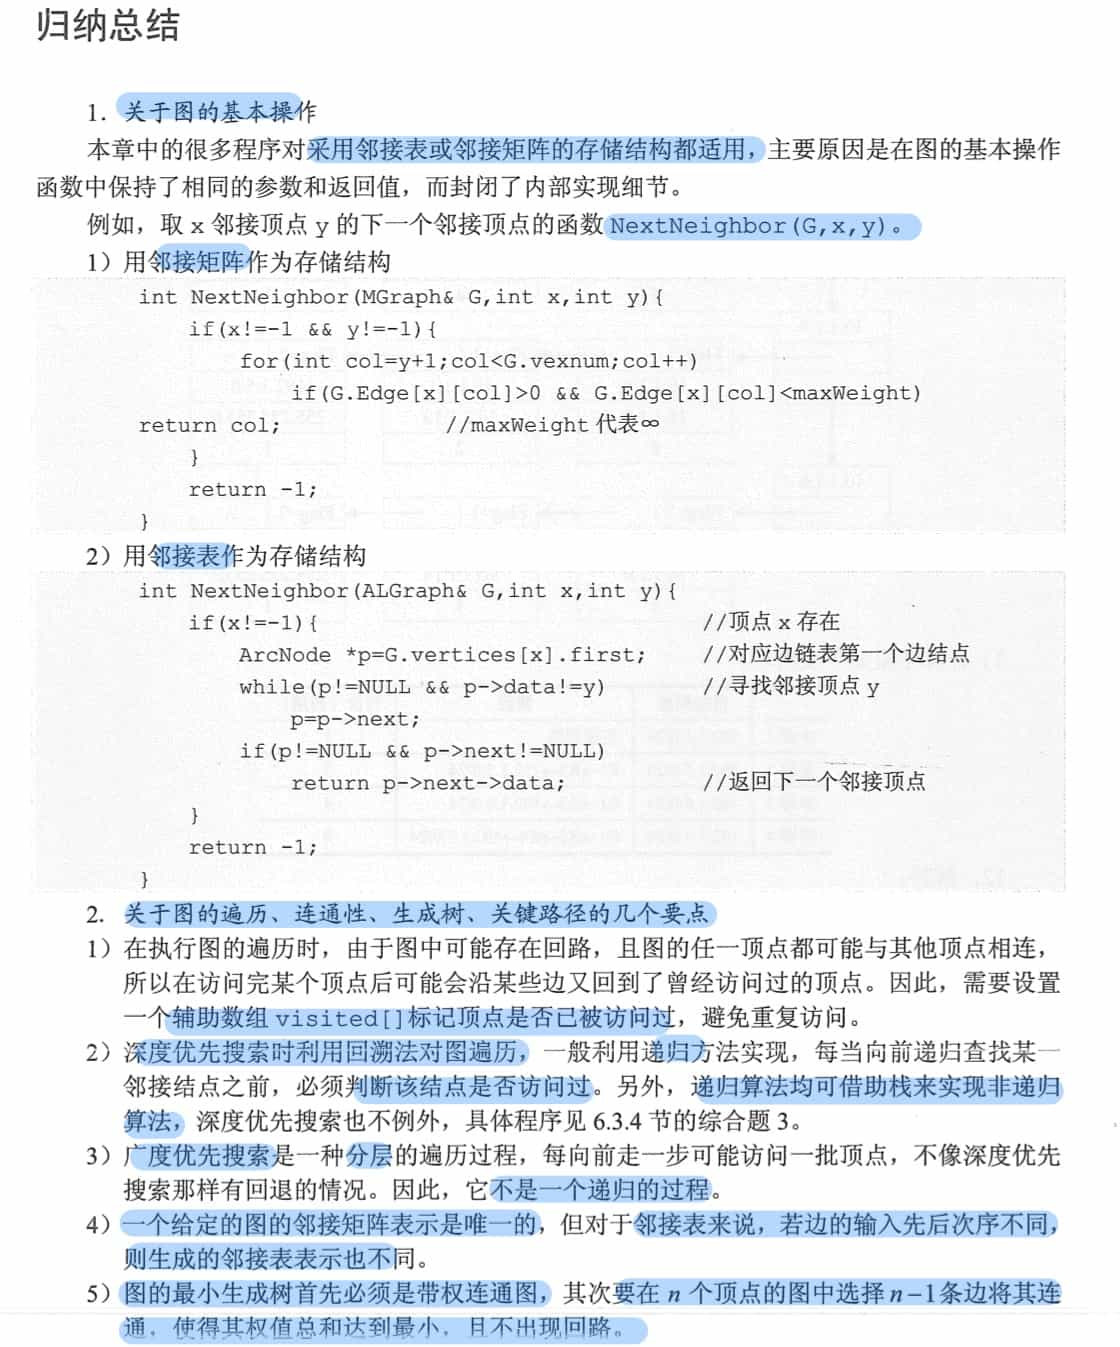 归纳总结
1. 关于图的基本操作
本章中的很多程序对采用邻接表或邻接矩阵的存储结构都适用，主要原因是在图的基本操作
函数中保持了相同的参数和返回值，而封闭了内部实现细节。
例如，取 x 邻接顶点 y 的下一个邻接顶点的函数 NextNeighbor(G,x,y)。
1）用邻接矩阵作为存储结构
int NextNeighbor(MGraph& G,int x,int y){
if(x!=-1 && y!=-1){
for(int col=y+1;col<G.vexnum;col++)
if(G.Edge[x][col]>0 && G.Edge[x][col]<maxWeight)
return col; //maxWeight 代表∞
}
return -1;
}
2）用邻接表作为存储结构
int NextNeighbor(ALGraph& G,int x,int y){
if(x!=-1){ //顶点 x 存在
ArcNode *p=G.vertices[x].first; //对应边链表第一个边结点
while(p!=NULL && p->data!=y) //寻找邻接顶点 y
p=p->next;
if(p!=NULL && p->next!=NULL)
return p->next->data; //返回下一个邻接顶点
}
return -1;
}
2. 关于图的遍历、连通性、生成树、关键路径的几个要点
1）在执行图的遍历时，由于图中可能存在回路，且图的任一顶点都可能与其他顶点相连，
所以在访问完某个顶点后可能会沿某些边又回到了曾经访问过的顶点。因此，需要设置
一个辅助数组 visited[]标记顶点是否已被访问过，避免重复访问。
2）深度优先搜索时利用回溯法对图遍历，一般利用递归方法实现，每当向前递归查找某一
邻接结点之前，必须判断该结点是否访问过。另外，递归算法均可借助栈来实现非递归
算法，深度优先搜索也不例外，具体程序见 6.3.4 节的综合题 3。
3）广度优先搜索是一种分层的遍历过程，每向前走一步可能访问一批顶点，不像深度优先
搜索那样有回退的情况。因此，它不是一个递归的过程。
4）一个给定的图的邻接矩阵表示是唯一的，但对于邻接表来说，若边的输入先后次序不同，
则生成的邻接表表示也不同。
5）图的最小生成树首先必须是带权连通图，其次要在 n 个顶点的图中选择 n−1条边将其连
通，使得其权值总和达到最小，且不出现回路。